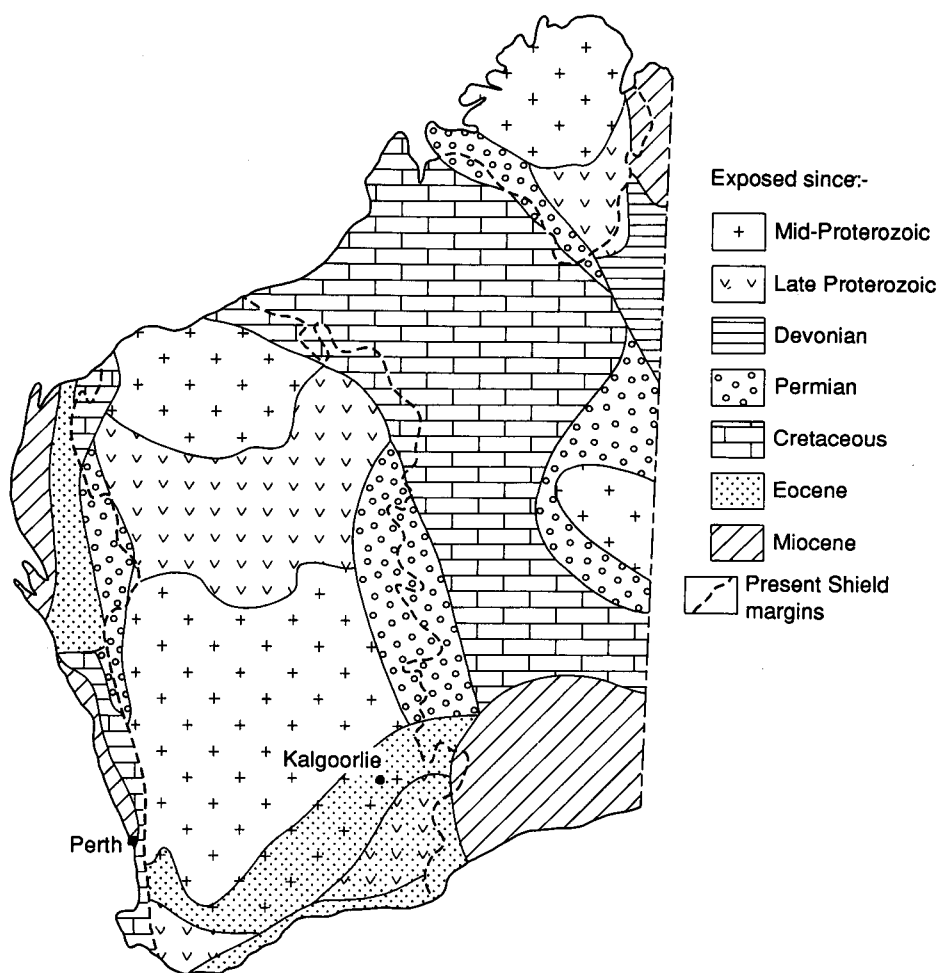 Exposed since:-
Mid-Proterozoic
Late Proterozoic
Devonian
Permian
Cretaceous
Eocene
Miocene
Present Shield
margins
Kalgoorlie
Perth